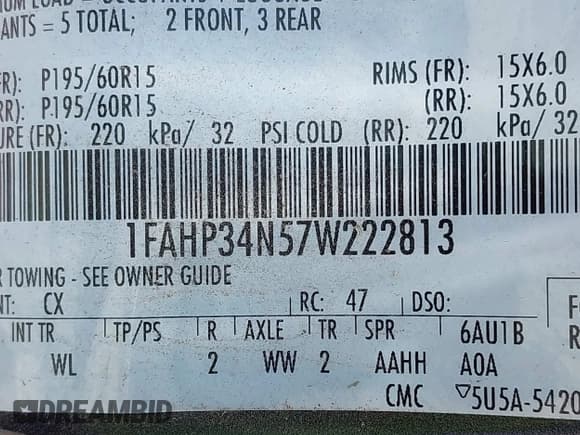 = OCCUPANTS + LUGGAGE
ANTS = 5 TOTAL; 2 FRONT, 3 REAR
FR): P195/60R15 RIMS (FR): 15X6.0
RR): P195/60R15 (RR): 15X6.0
URE (FR): 220 kPa/ 32 PSI COLD (RR): 220 kPa/ 32
1FAHP34N57W222813
R TOWING - SEE OWNER GUIDE
NT: CX RC: 47 DSO:
INT TR TP/PS R AXLE TR SPR 6AU1B
WL 2 WW 2 AAHH A0A
CMC ▽5U5A-5420
DREAMBID